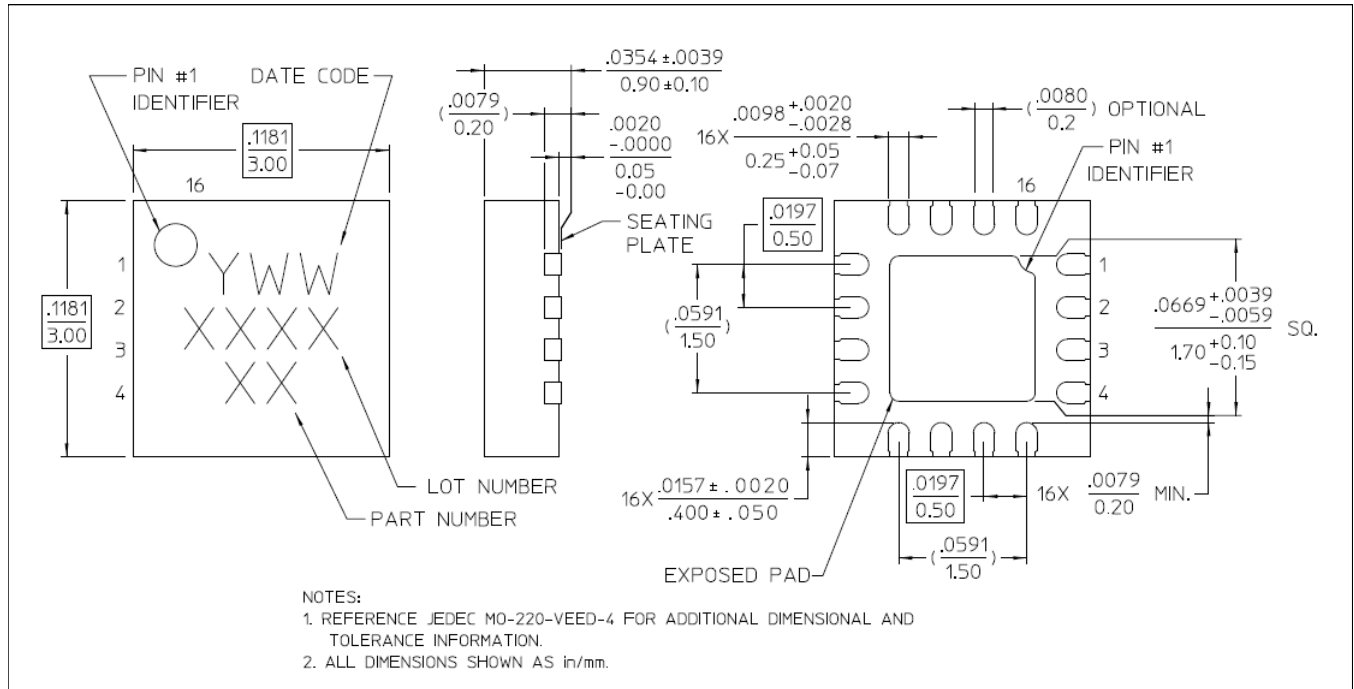 PIN #1
IDENTIFIER
DATE CODE
.1181
3.00
16
.1181
3.00
1
2
3
4
YWW
XXXX
XX
LOT NUMBER
PART NUMBER
.0354 ±.0039
0.90 ±0.10
(.0079)
0.20
.0020
-.0000
0.05
-0.00
SEATING
PLATE
16X .0098 +.0020
-.0028
0.25 +0.05
-0.07
(.0080) OPTIONAL
0.2
PIN #1
IDENTIFIER
16
.0197
0.50
(.0591)
1.50
1
2
3
4
.0669 +.0039
-.0059 SQ.
1.70 +0.10
-0.15
16X .0157 ± .0020
.400 ± .050
.0197
0.50
16X .0079 MIN.
0.20
(.0591)
1.50
EXPOSED PAD
NOTES:
1. REFERENCE JEDEC MO-220-VEED-4 FOR ADDITIONAL DIMENSIONAL AND
TOLERANCE INFORMATION.
2. ALL DIMENSIONS SHOWN AS in/mm.